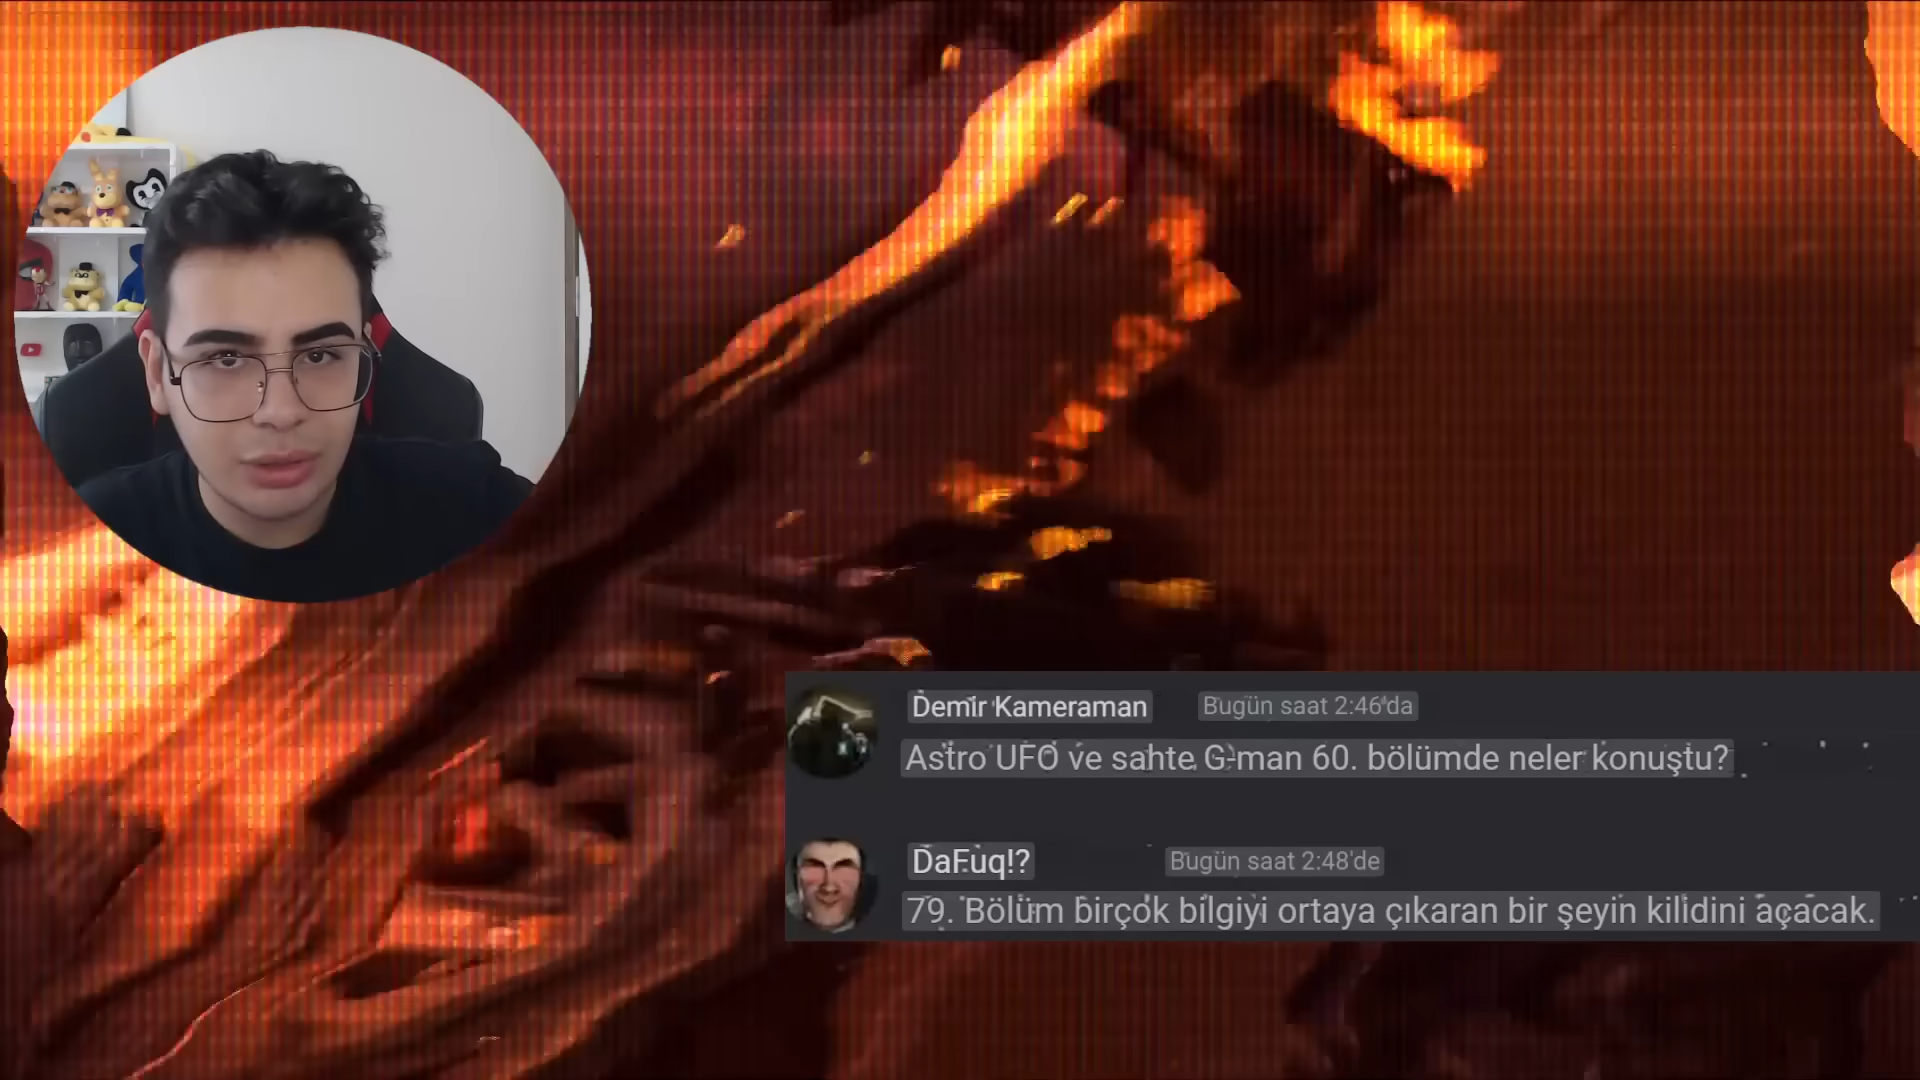 Demir Kameraman Bugün saat 2:46'da
Astro UFO ve sahte G-man 60. bölümde neler konuştu?
DaFuq!? Bugün saat 2:48'de
79. Bölüm birçok bilgiyi ortaya çıkaran bir şeyin kilidini açacak.